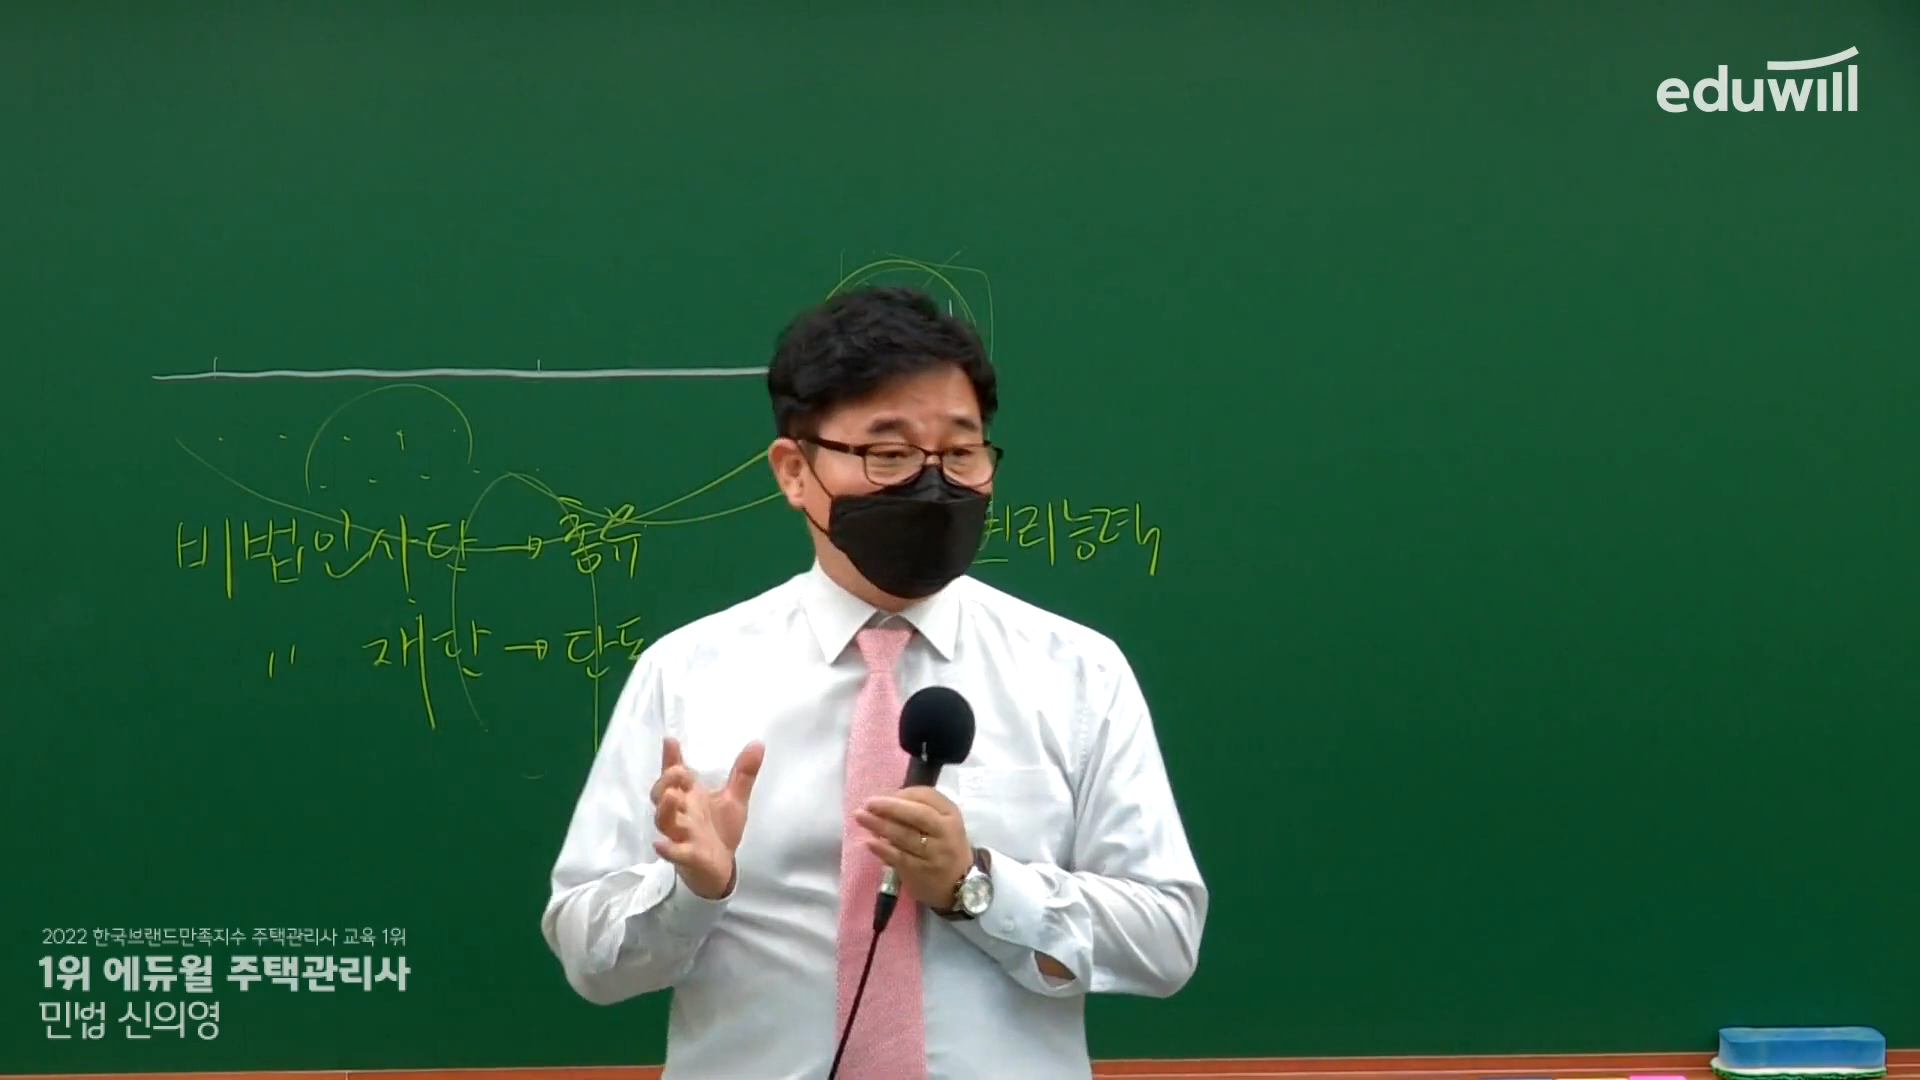 eduwill
비법인사단 → 총유
권리능력
〃 재단 → 단독
2022 한국브랜드만족지수 주택관리사 교육 1위
1위 에듀윌 주택관리사
민법 신의영